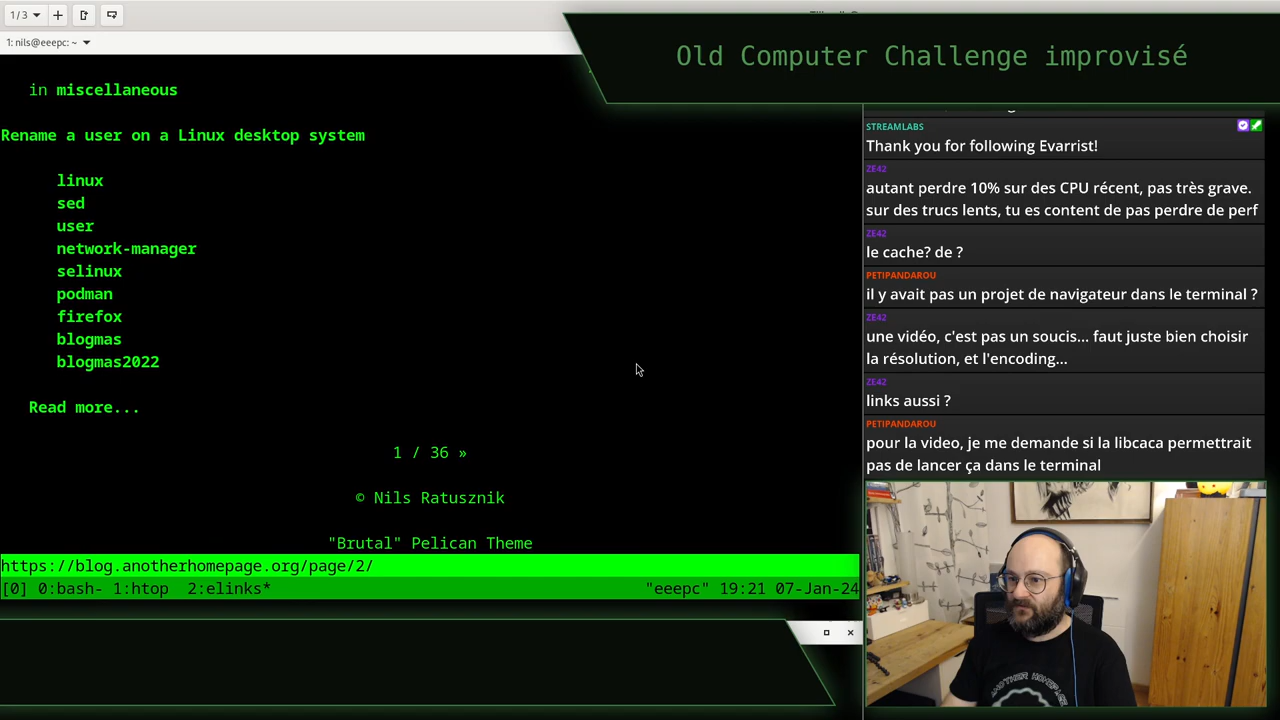 1/3
1: nils@eeepc: ~
Old Computer Challenge improvisé
in miscellaneous
Rename a user on a Linux desktop system
linux
sed
user
network-manager
selinux
podman
firefox
blogmas
blogmas2022
Read more...
1 / 36 »
© Nils Ratusznik
"Brutal" Pelican Theme
https://blog.anotherhomepage.org/page/2/
[0] 0:bash- 1:htop 2:elinks* "eeepc" 19:21 07-Jan-24
STREAMLABS
Thank you for following Evarrist!
ZE42
autant perdre 10% sur des CPU récent, pas très grave.
sur des trucs lents, tu es content de pas perdre de perf
ZE42
le cache? de ?
PETIPANDAROU
il y avait pas un projet de navigateur dans le terminal ?
ZE42
une vidéo, c'est pas un soucis... faut juste bien choisir
la résolution, et l'encoding...
ZE42
links aussi ?
PETIPANDAROU
pour la video, je me demande si la libcaca permettrait
pas de lancer ça dans le terminal
ANOTHER HOMEPAGE